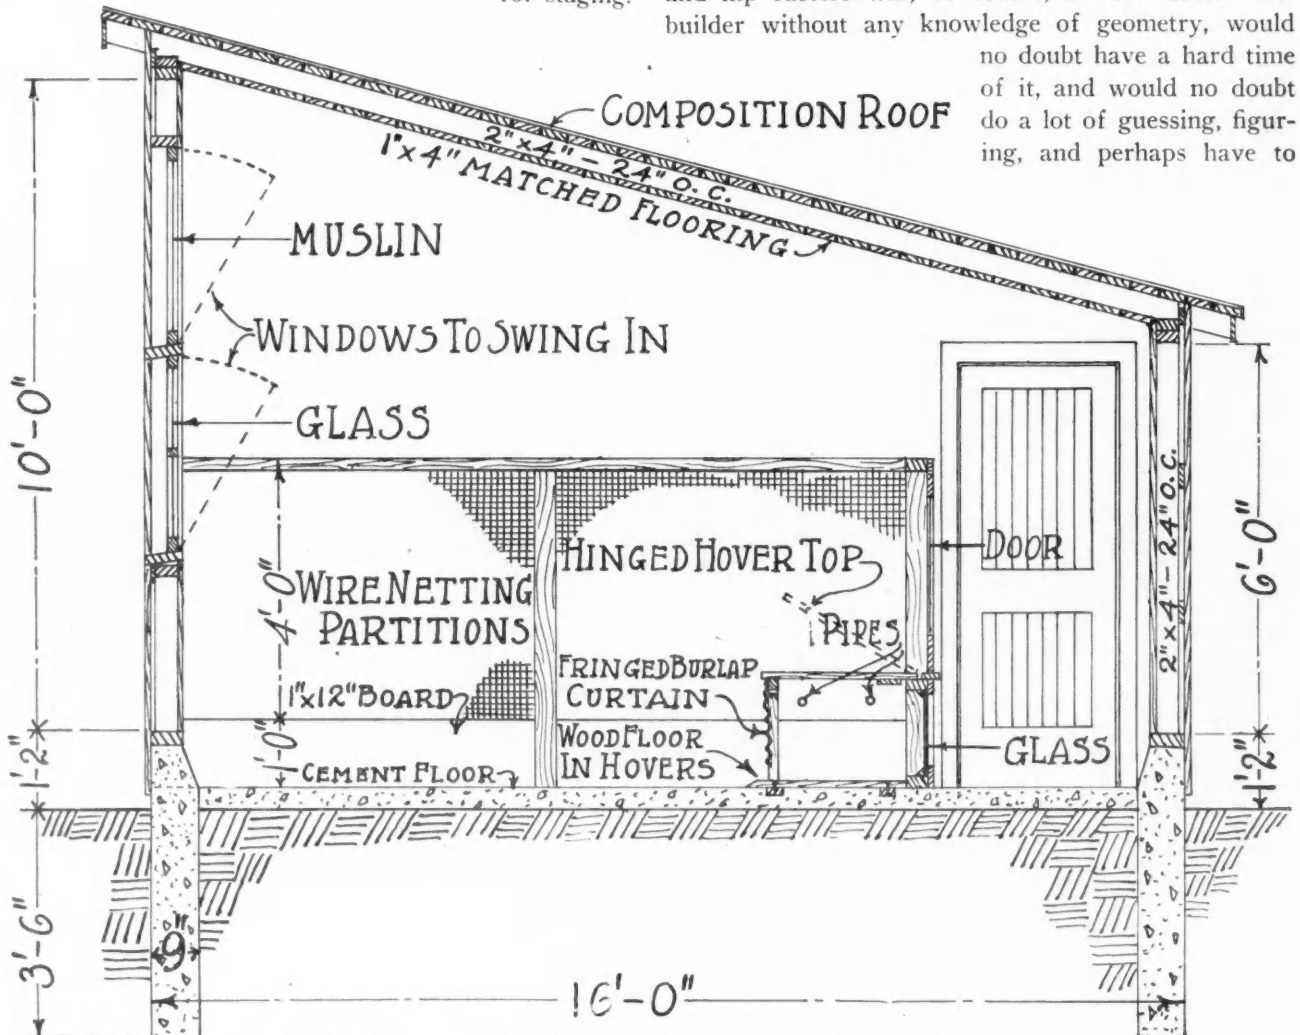 builder without any knowledge of geometry, would
no doubt have a hard time
of it, and would no doubt
do a lot of guessing, figur-
ing, and perhaps have to
COMPOSITION ROOF
2"x4" – 24" O.C.
1"x4" MATCHED FLOORING
MUSLIN
WINDOWS TO SWING IN
GLASS
10'-0"
1'-2"
3'-6"
9"
4'-0"
WIRE NETTING
PARTITIONS
1"x12" BOARD
'-0"
CEMENT FLOOR
HINGED HOVER TOP
PIPES
FRINGED BURLAP
CURTAIN
WOOD FLOOR
IN HOVERS
DOOR
GLASS
2"x4" – 24" O.C.
6'-0"
1'-2"
16'-0"